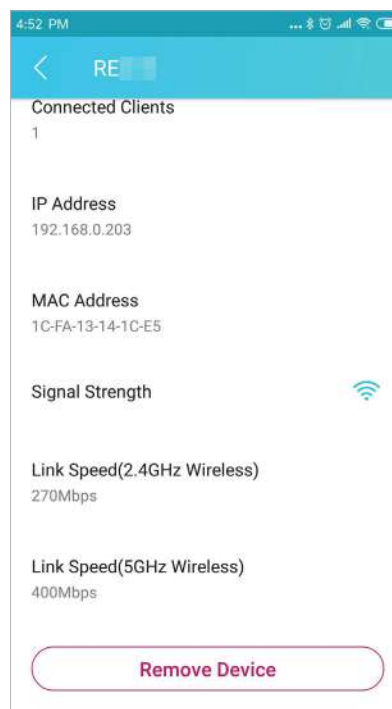 4:52 PM
RE
Connected Clients
1
IP Address
192.168.0.203
MAC Address
1C-FA-13-14-1C-E5
Signal Strength
Link Speed(2.4GHz Wireless)
270Mbps
Link Speed(5GHz Wireless)
400Mbps
Remove Device